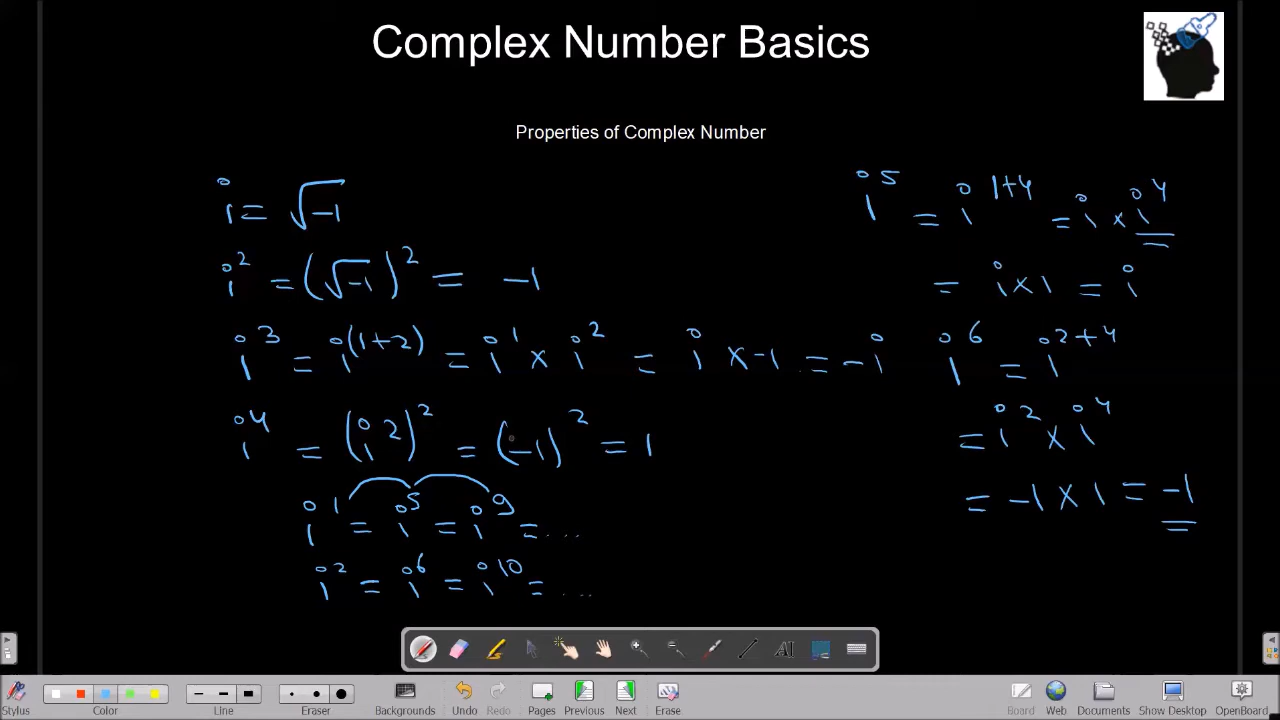 Complex Number Basics
Properties of Complex Number
i = √-1
i² = (√-1)² = -1
i³ = i⁽¹⁺²⁾ = i¹ × i² = i × -1 = -i
i⁴ = (i²)² = (-1)² = 1
i¹ = i⁵ = i⁹ = ...
i² = i⁶ = i¹⁰ = ....
i⁵ = i¹⁺⁴ = i × i⁴
= i × 1 = i
i⁶ = i²⁺⁴
= i² × i⁴
= -1 × 1 = -1
Stylus Color Line Eraser Backgrounds Undo Redo Pages Previous Next Erase Board Web Documents Show Desktop OpenBoard